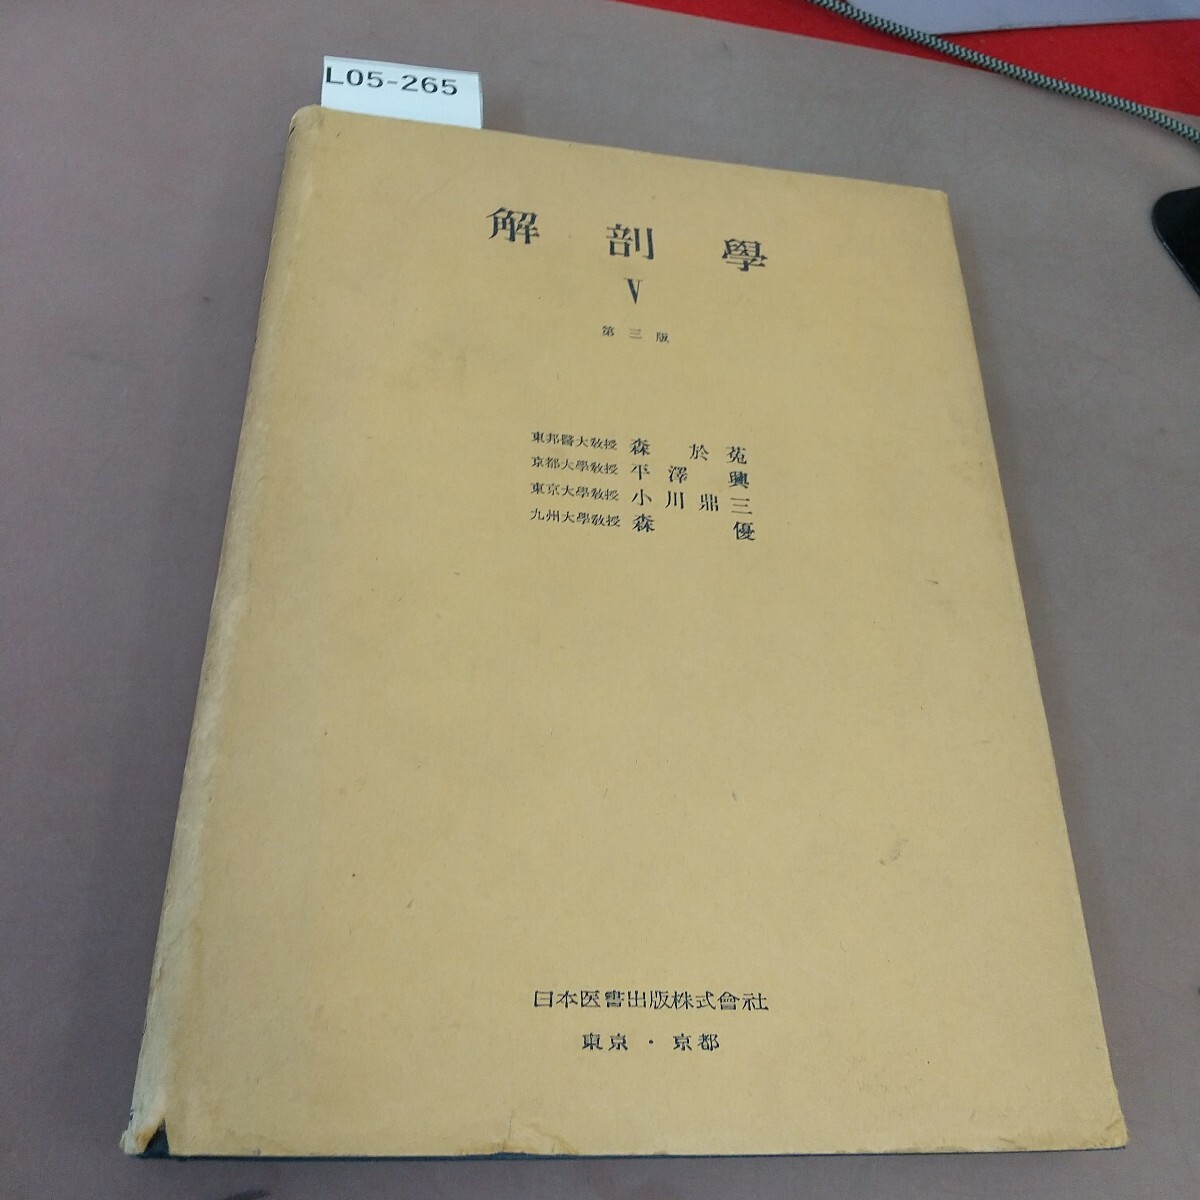 L05-265
解剖學
V
第三版
東邦醫大教授 森於菟
京都大學教授 平澤興
東京大學教授 小川鼎三
九州大學教授 森優
日本医書出版株式會社
東京・京都